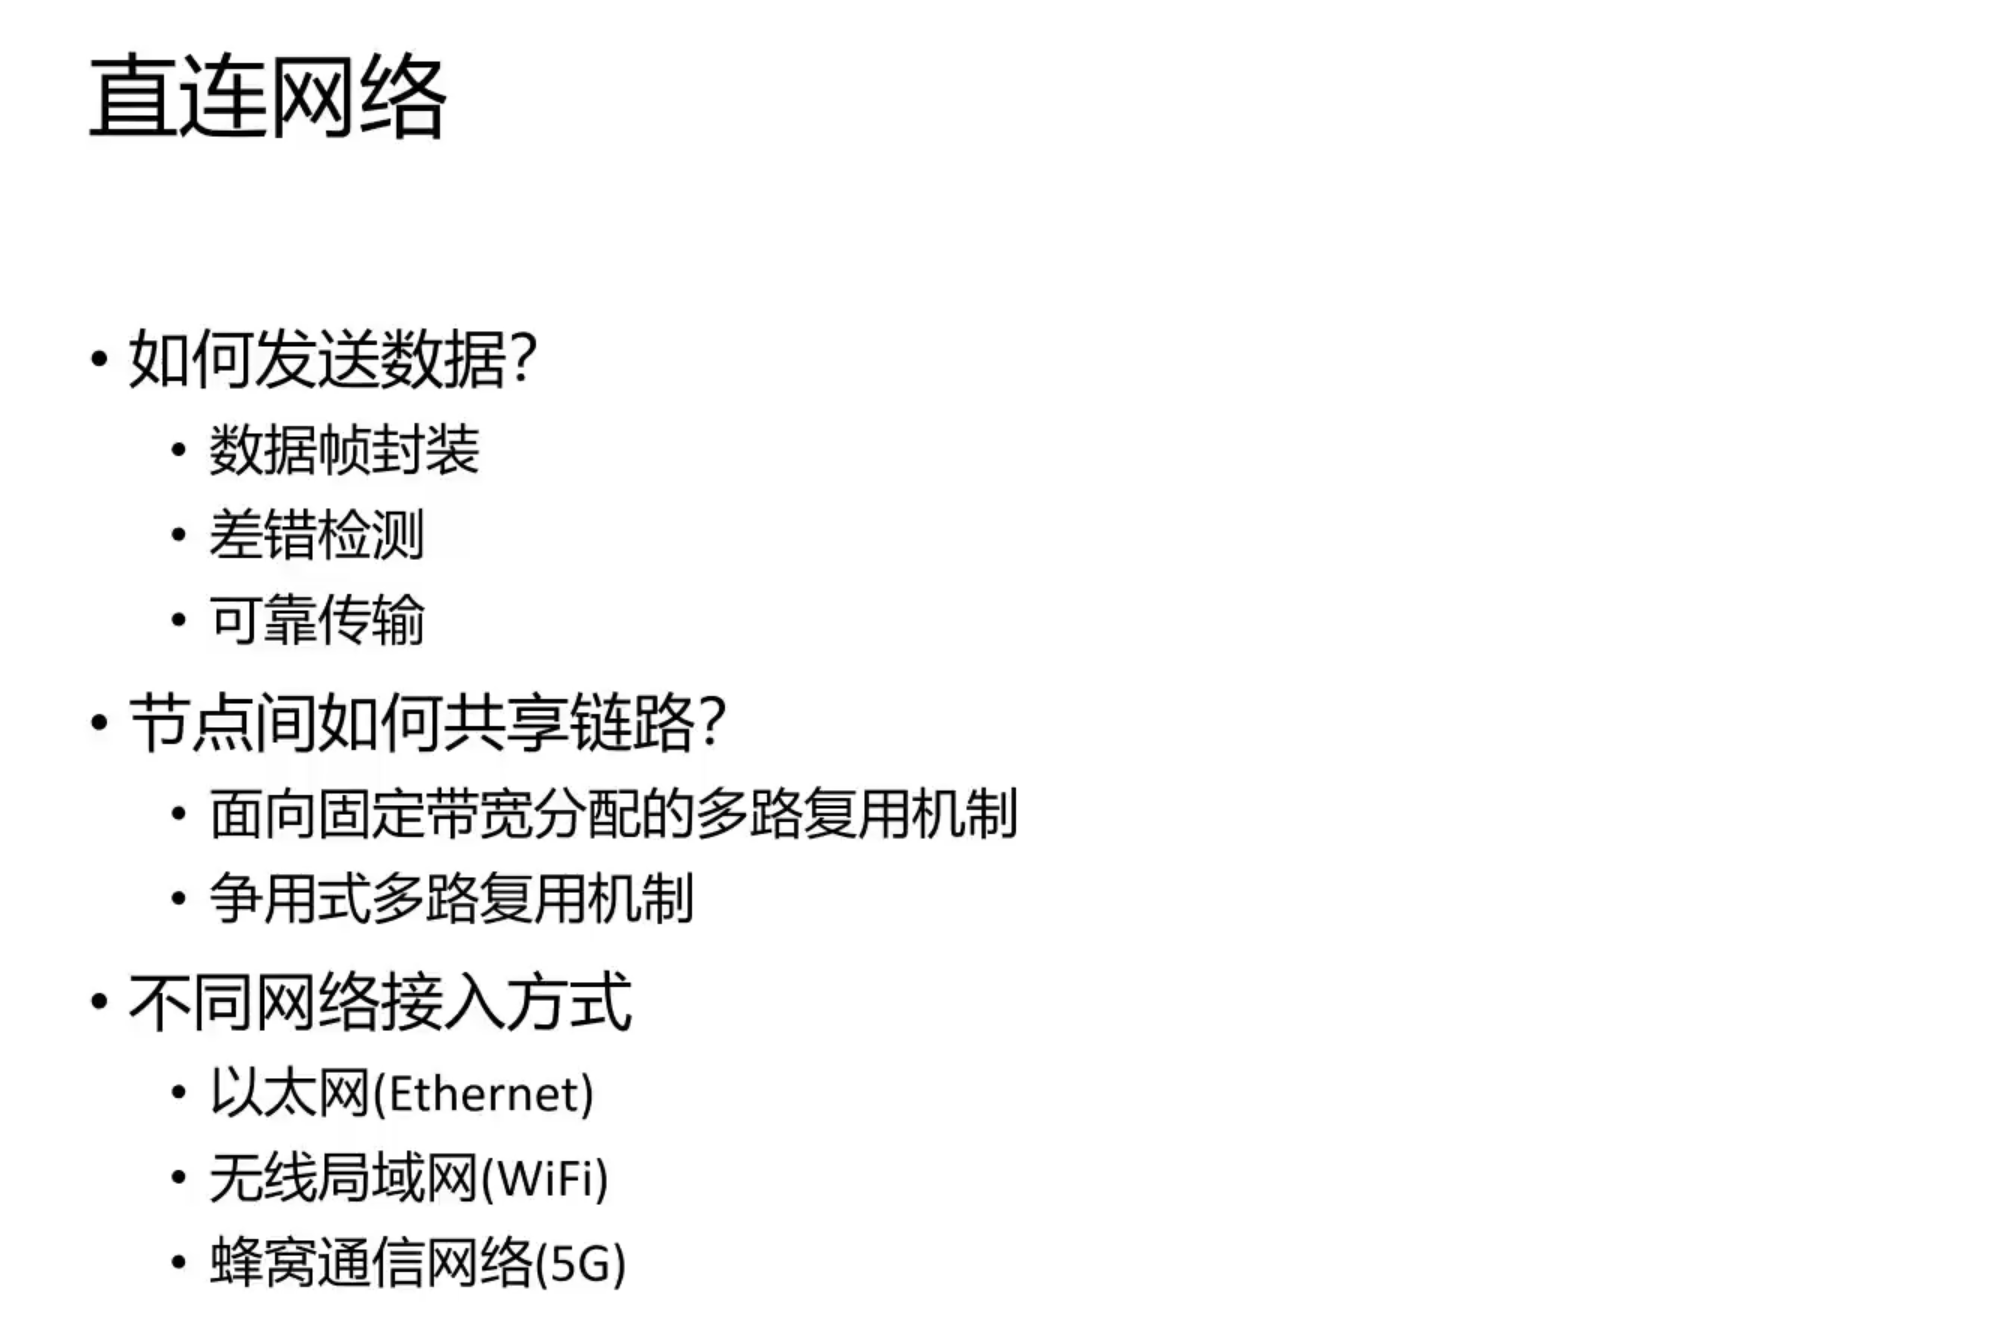 直连网络
• 如何发送数据?
• 数据帧封装
• 差错检测
• 可靠传输
• 节点间如何共享链路?
• 面向固定带宽分配的多路复用机制
• 争用式多路复用机制
• 不同网络接入方式
• 以太网(Ethernet)
• 无线局域网(WiFi)
• 蜂窝通信网络(5G)